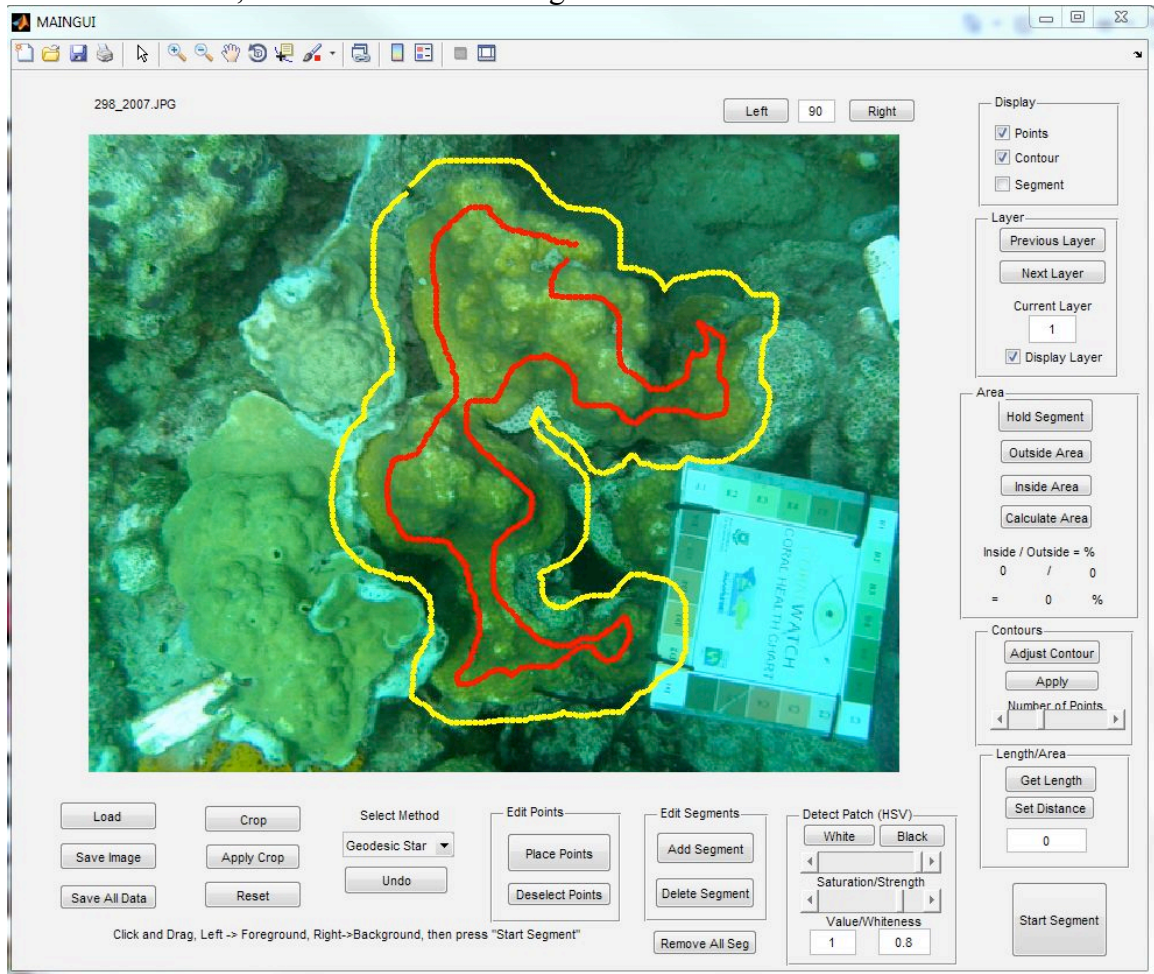 MAINGUI
298_2007.JPG
Left 90 Right
Display
Points
Contour
Segment
Layer
Previous Layer
Next Layer
Current Layer
1
Display Layer
Area
Hold Segment
Outside Area
Inside Area
Calculate Area
Inside / Outside = %
0 / 0
= 0 %
Contours
Adjust Contour
Apply
Number of Points
Length/Area
Get Length
Set Distance
0
Start Segment
WATCH
CORAL HEALTH CHART
Load
Save Image
Save All Data
Crop
Apply Crop
Reset
Select Method
Geodesic Star
Undo
Edit Points
Place Points
Deselect Points
Edit Segments
Add Segment
Delete Segment
Remove All Seg
Detect Patch (HSV)
White Black
Saturation/Strength
Value/Whiteness
1 0.8
Click and Drag, Left -> Foreground, Right->Background, then press "Start Segment"